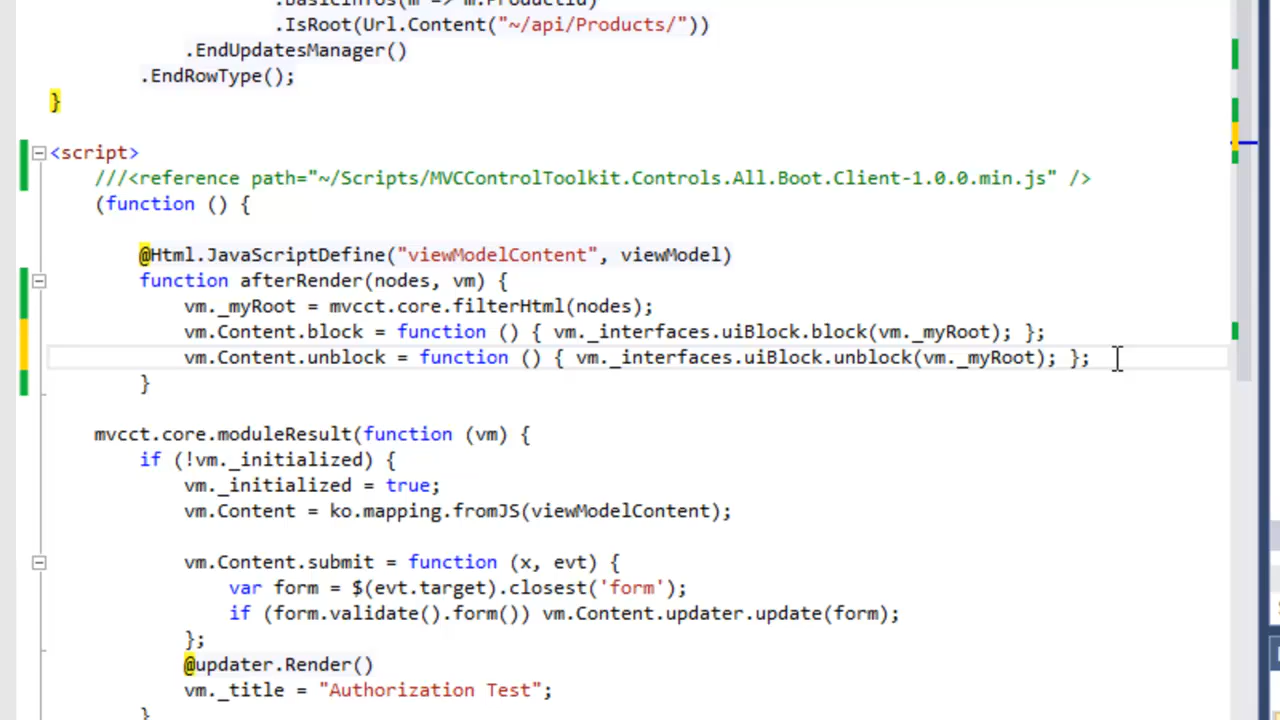 .BasicInfos(m => m.ProductId)
.IsRoot(Url.Content("~/api/Products/"))
.EndUpdatesManager()
.EndRowType();
}
<script>
///<reference path="~/Scripts/MVCControlToolkit.Controls.All.Boot.Client-1.0.0.min.js" />
(function () {
@Html.JavaScriptDefine("viewModelContent", viewModel)
function afterRender(nodes, vm) {
vm._myRoot = mvcct.core.filterHtml(nodes);
vm.Content.block = function () { vm._interfaces.uiBlock.block(vm._myRoot); };
vm.Content.unblock = function () { vm._interfaces.uiBlock.unblock(vm._myRoot); };
}
mvcct.core.moduleResult(function (vm) {
if (!vm._initialized) {
vm._initialized = true;
vm.Content = ko.mapping.fromJS(viewModelContent);
vm.Content.submit = function (x, evt) {
var form = $(evt.target).closest('form');
if (form.validate().form()) vm.Content.updater.update(form);
};
@updater.Render()
vm._title = "Authorization Test";
}